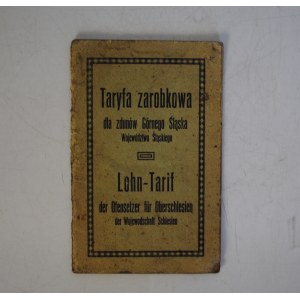 Taryfa zarobkowa
dla zdunów Górnego Śląska
Województwa Śląskiego
Lohn-Tarif
der Ofensetzer für Oberschlesien
der Wojewodschaft Schlesien